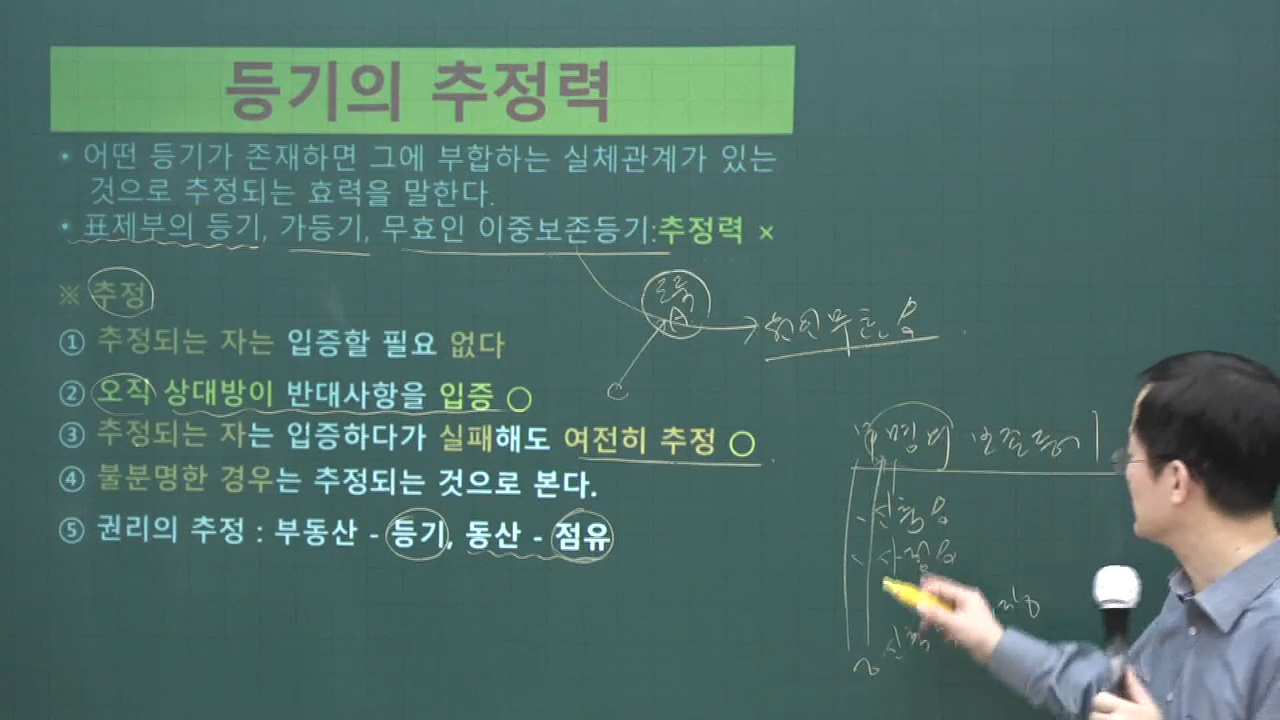 등기의 추정력
• 어떤 등기가 존재하면 그에 부합하는 실체관계가 있는
것으로 추정되는 효력을 말한다.
• 표제부의 등기, 가등기, 무효인 이중보존등기:추정력 ×
※ 추정
① 추정되는 자는 입증할 필요 없다
② 오직 상대방이 반대사항을 입증 ○
③ 추정되는 자는 입증하다가 실패해도 여전히 추정 ○
④ 불분명한 경우는 추정되는 것으로 본다.
⑤ 권리의 추정 : 부동산 - 등기, 동산 - 점유
보존등기